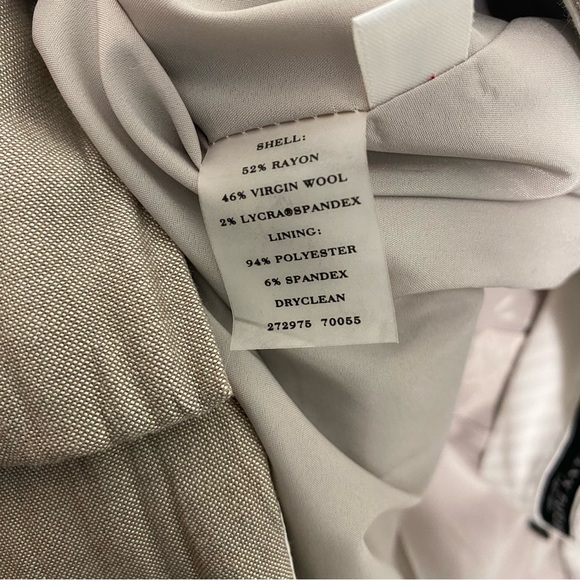 SHELL:
52% RAYON
46% VIRGIN WOOL
2% LYCRA®SPANDEX
LINING:
94% POLYESTER
6% SPANDEX
DRYCLEAN
272975 70055